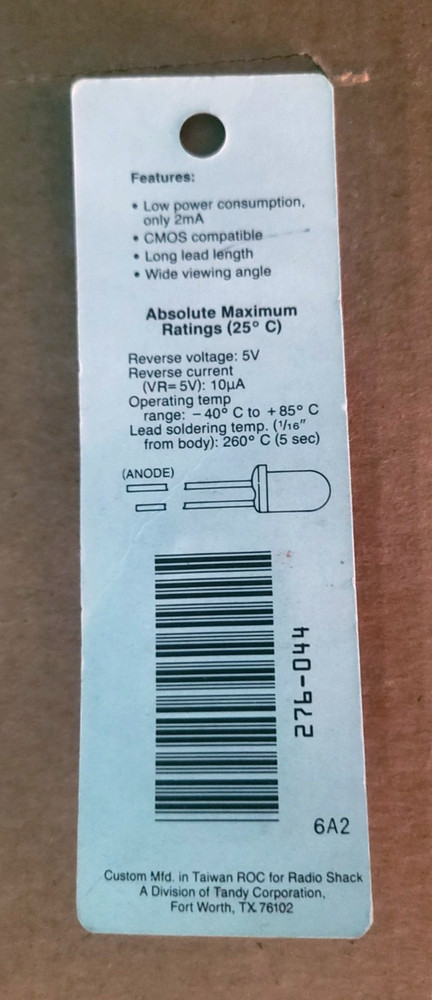 Features:
• Low power consumption,
only 2mA
• CMOS compatible
• Long lead length
• Wide viewing angle
Absolute Maximum
Ratings (25° C)
Reverse voltage: 5V
Reverse current
(VR= 5V): 10µA
Operating temp
range: – 40° C to + 85° C
Lead soldering temp. (1/16"
from body): 260° C (5 sec)
(ANODE)
276-044
6A2
Custom Mfd. in Taiwan ROC for Radio Shack
A Division of Tandy Corporation,
Fort Worth, TX 76102